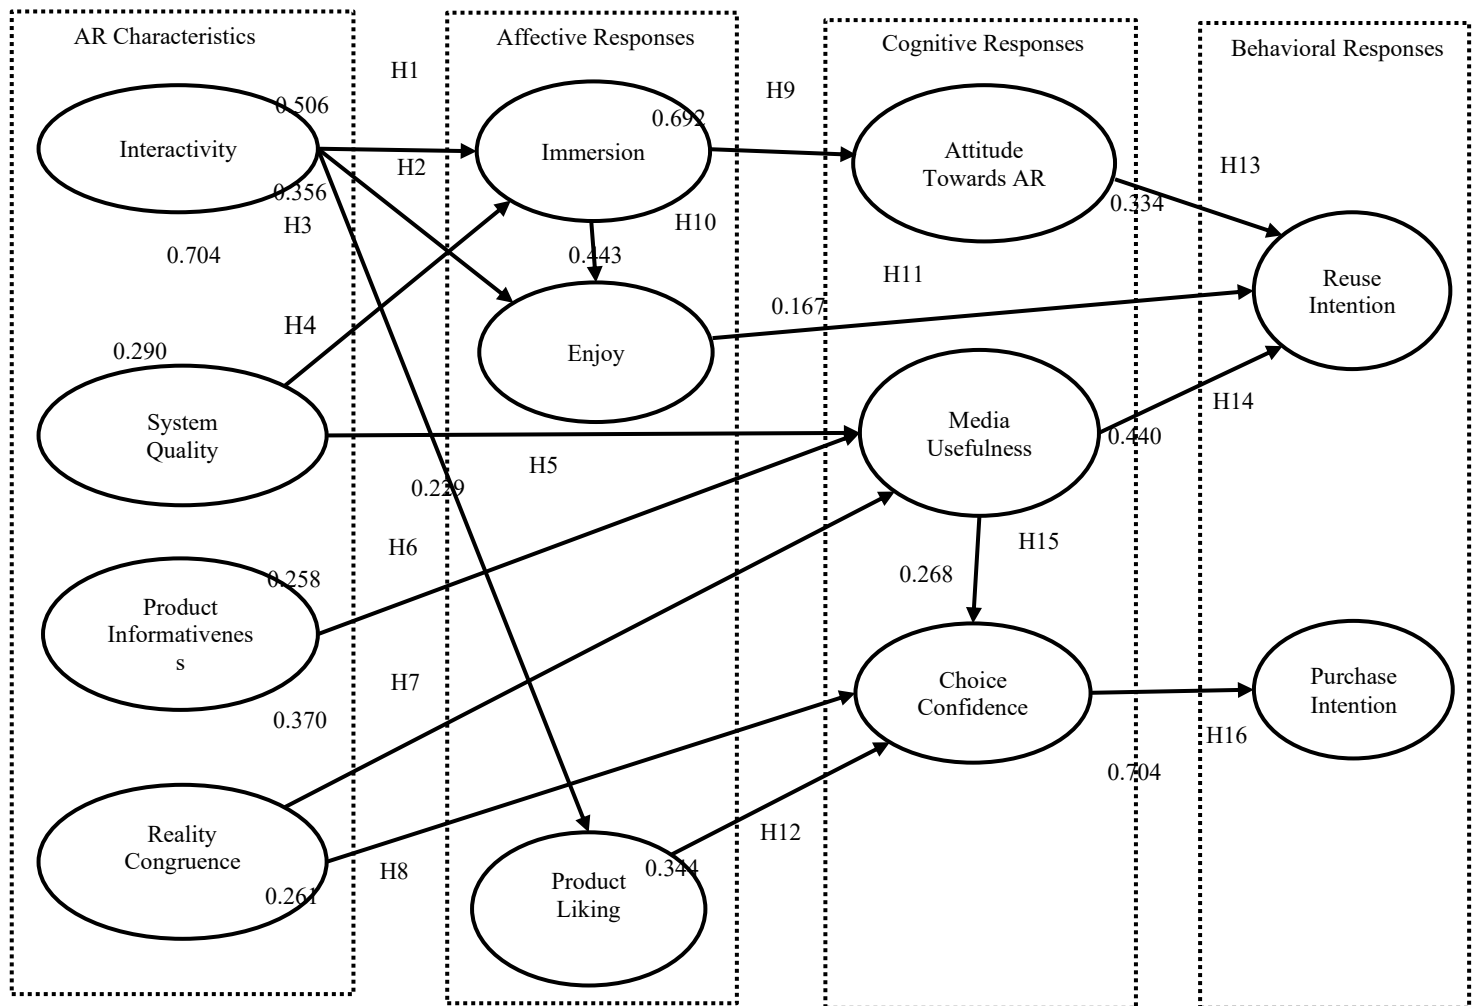 AR Characteristics
Affective Responses
Cognitive Responses
Behavioral Responses
H1
0.506
Interactivity
0.356
H2
H3
0.704
Immersion
0.692
H9
H10
0.443
Attitude
Towards AR
H13
0.334
H11
0.167
Reuse
Intention
H4
0.290
Enjoy
System
Quality
H5
0.229
Media
Usefulness
H14
0.440
H6
0.258
Product
Informativenes
s
H15
0.268
H7
0.370
Choice
Confidence
Purchase
Intention
H16
0.704
Reality
Congruence
H8
0.261
H12
0.344
Product
Liking